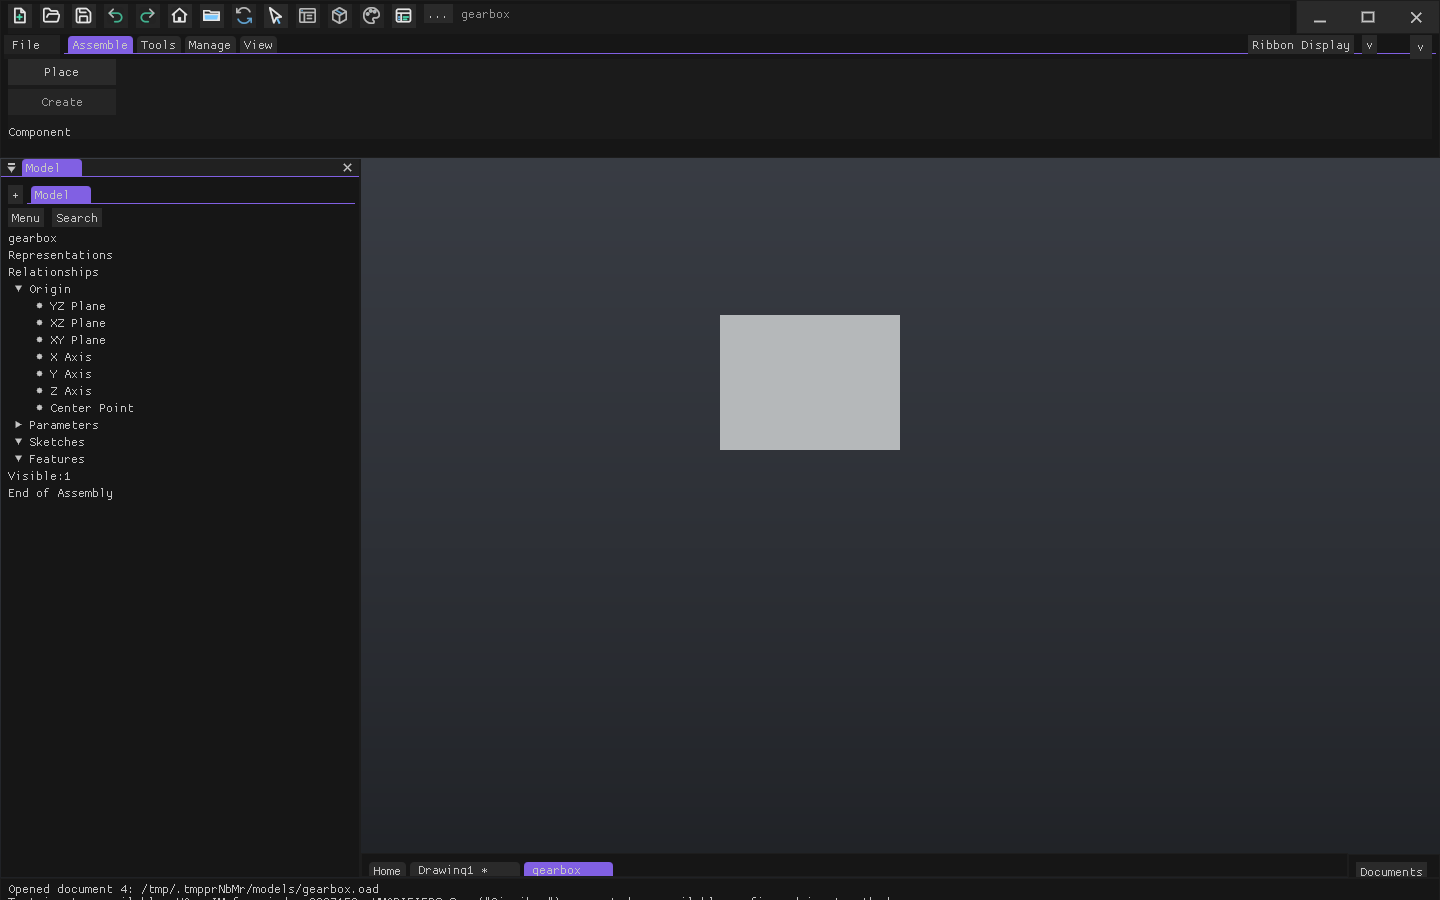 ... gearbox
File Assemble Tools Manage View Ribbon Display v v
Place
Create
Component
Model
+ Model
Menu Search
gearbox
Representations
Relationships
Origin
YZ Plane
XZ Plane
XY Plane
X Axis
Y Axis
Z Axis
Center Point
Parameters
Sketches
Features
Visible:1
End of Assembly
Home Drawing1 * gearbox Documents
Opened document 4: /tmp/.tmpprNbMr/models/gearbox.oad